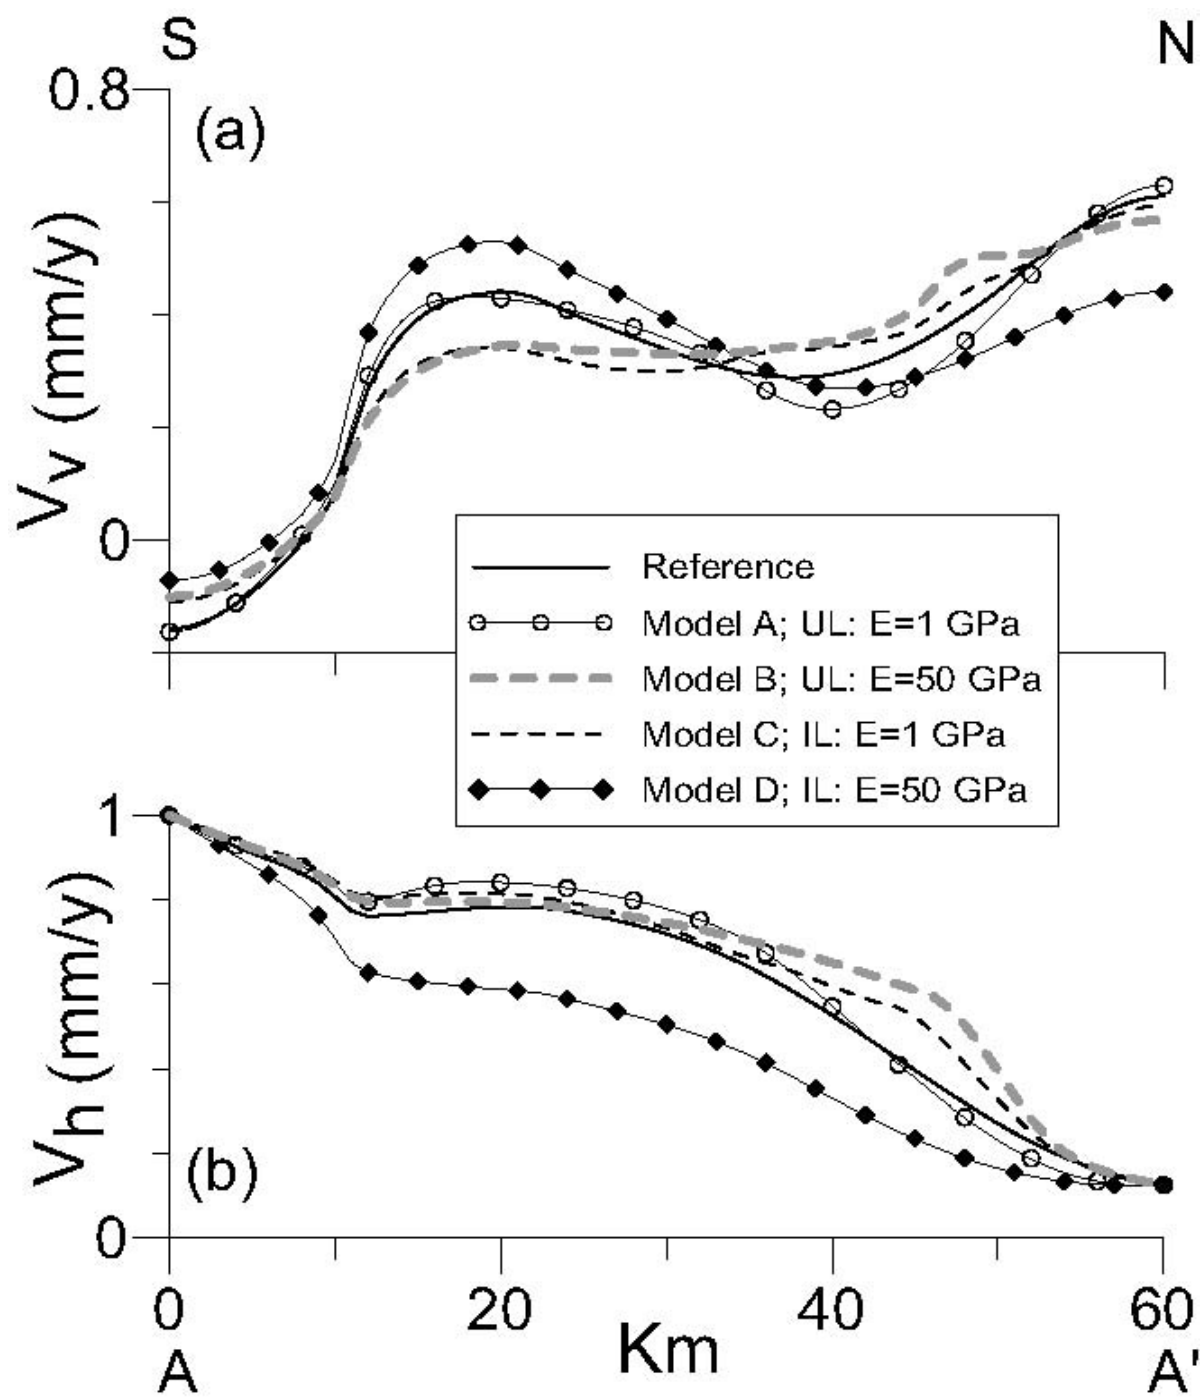 S N
0.8
(a)
Vv (mm/y)
0
Reference
Model A; UL: E=1 GPa
Model B; UL: E=50 GPa
Model C; IL: E=1 GPa
Model D; IL: E=50 GPa
1
Vh (mm/y)
(b)
0
0 20 40 60
Km
A A'